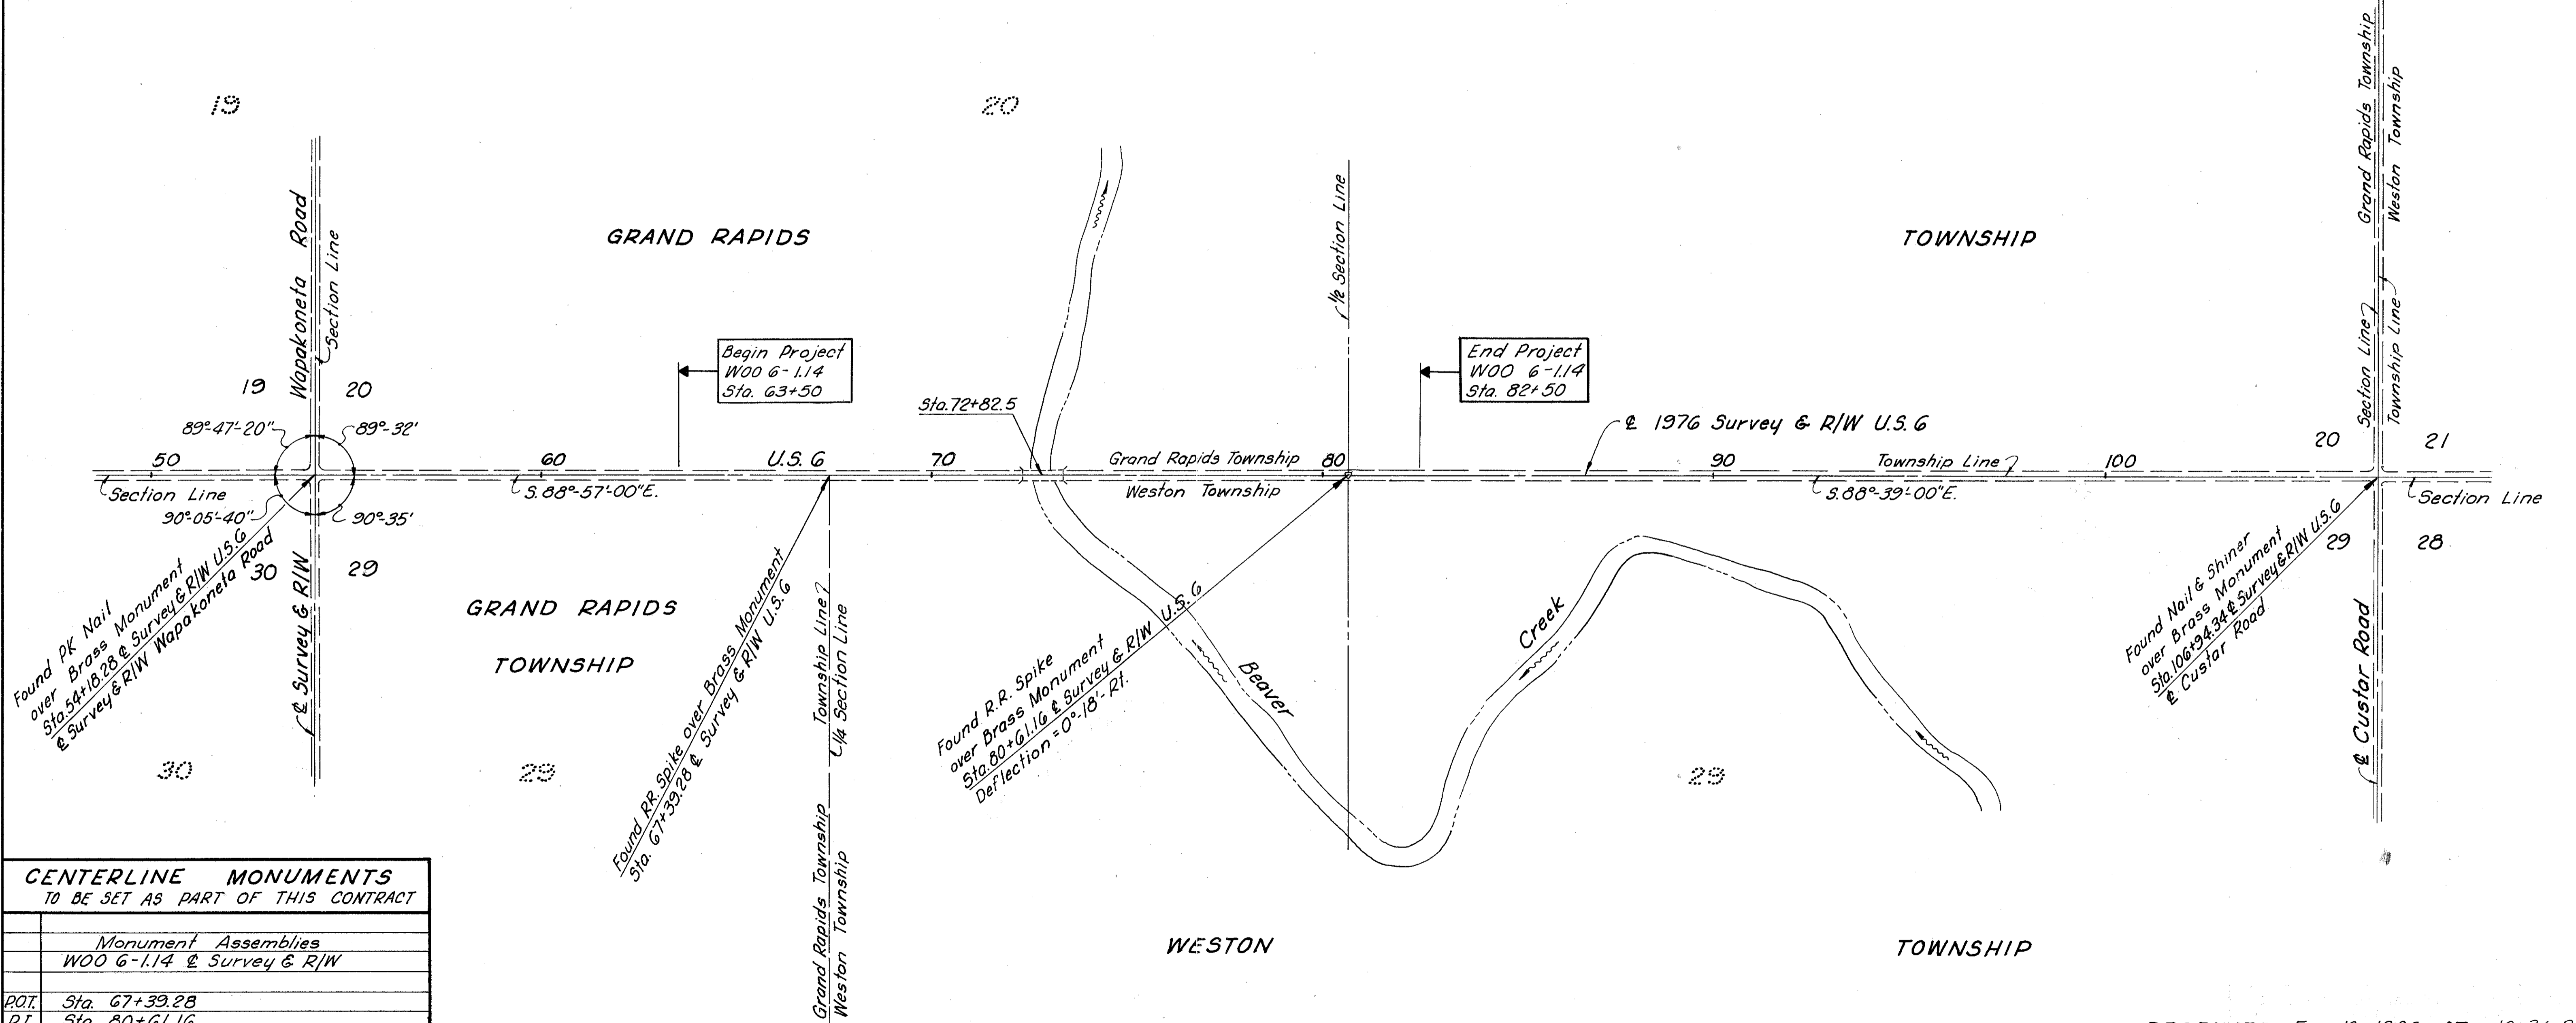 19
20
Wapakoneta Road
Section Line
GRAND RAPIDS
TOWNSHIP
1/2 Section Line
Section Line
Grand Rapids Township
Township Line
Weston Township
Begin Project
WOO 6-1.14
Sta. 63+50
End Project
WOO 6-1.14
Sta. 82+50
19
20
89°-47'-20"
89°-32'
Sta.72+82.5
℄ 1976 Survey & R/W U.S.6
20
21
50
60
U.S. 6
70
Grand Rapids Township
80
90
Township Line
100
Section Line
S.88°-57'-00"E.
Weston Township
S.88°-39'-00"E.
Section Line
90°-05'-40"
90°-35'
30
29
29
28
Found PK Nail
over Brass Monument
Sta.54+18.28 ℄ Survey & R/W U.S.6
℄ Survey & R/W Wapakoneta Road
℄ Survey & R/W
GRAND RAPIDS
TOWNSHIP
Found RR. Spike over Brass Monument
Sta. 67+39.28 ℄ Survey & R/W U.S.6
Grand Rapids Township
Township Line
Weston Township
1/4 Section Line
Found R.R. Spike
over Brass Monument
Sta.80+61.16 ℄ Survey & R/W U.S.6
Deflection = 0°-18'-Rt.
Beaver
Creek
Found Nail & Shiner
over Brass Monument
Sta.106+94.34 ℄ Survey & R/W U.S.6
℄ Custar Road
℄ Custar Road
30
29
29
WESTON
TOWNSHIP
CENTERLINE MONUMENTS
TO BE SET AS PART OF THIS CONTRACT
Monument Assemblies
WOO 6-1.14 ℄ Survey & R/W
P.O.T. Sta. 67+39.28
P.I. Sta. 80+61.16